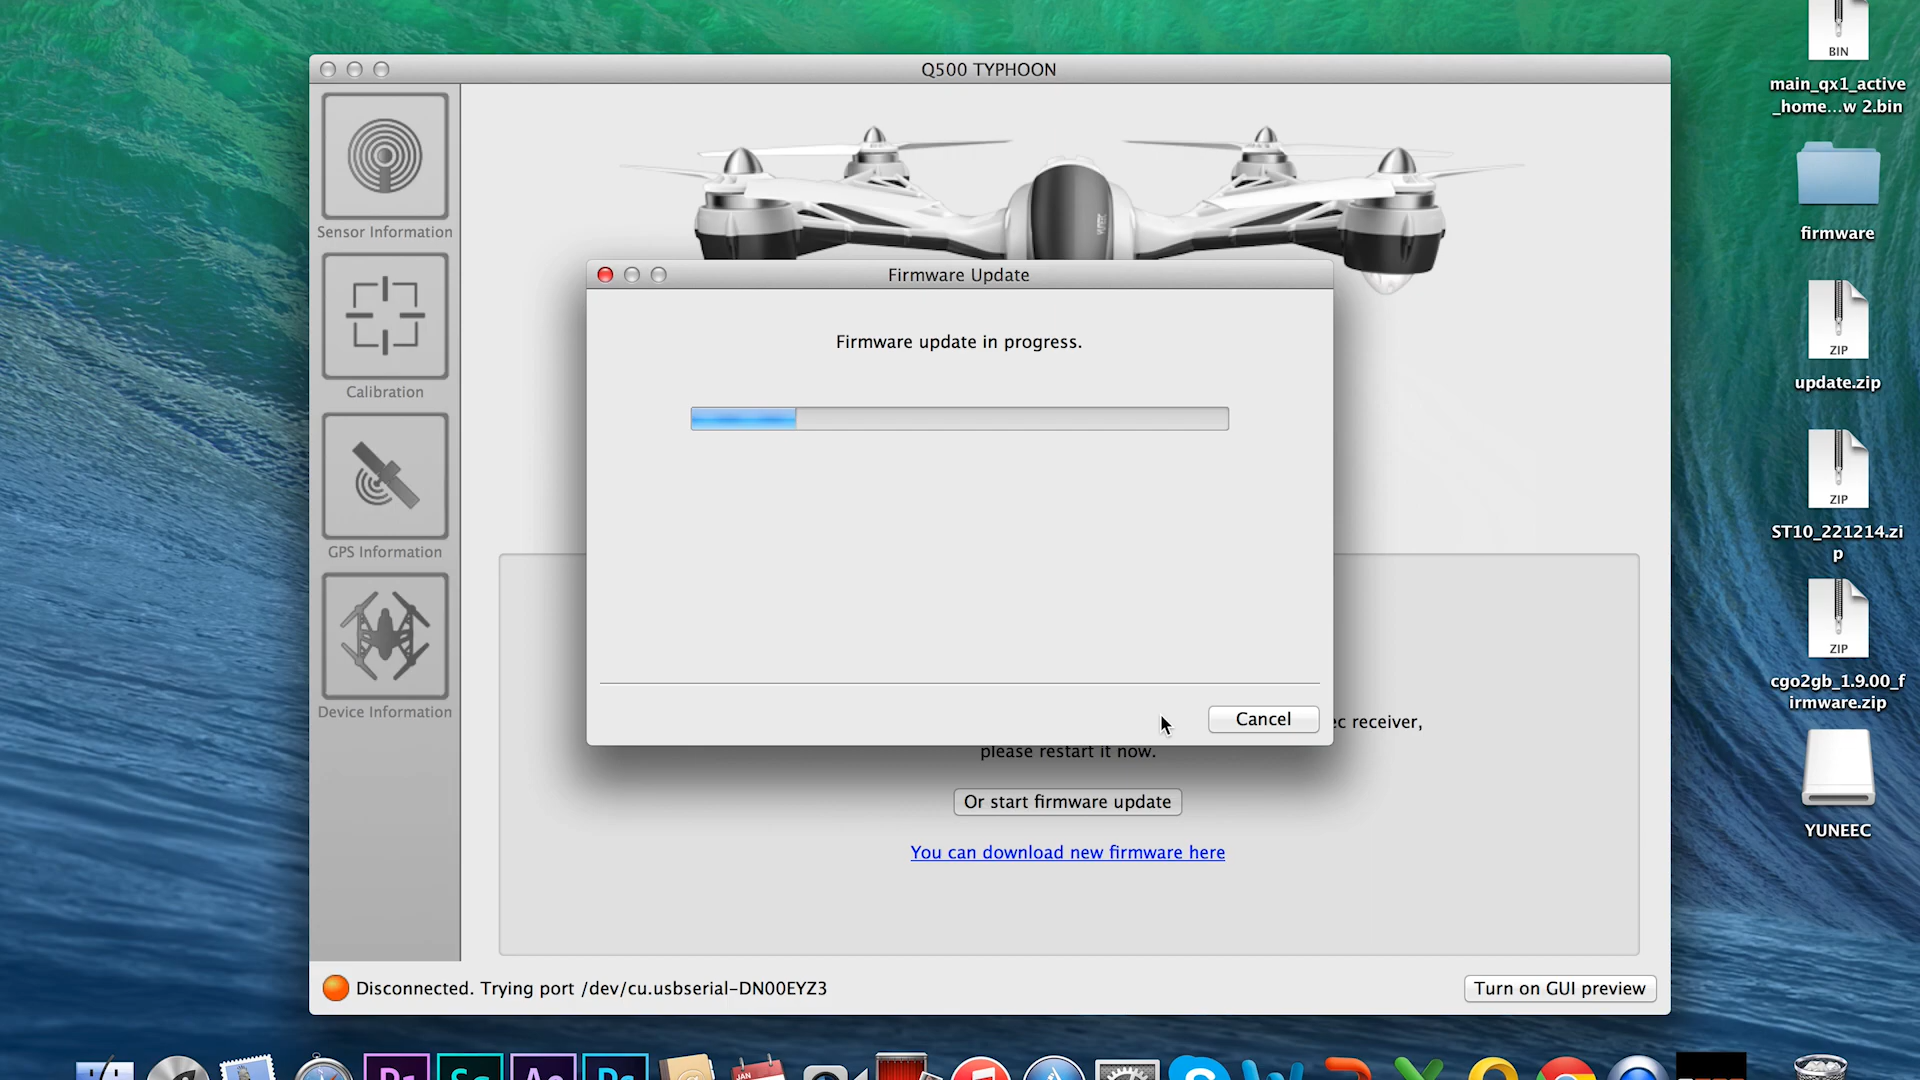 BIN
main_qx1_active
_home...w 2.bin
Q500 TYPHOON
Sensor Information
Calibration
GPS Information
Device Information
Firmware Update
Firmware update in progress.
Cancel
ec receiver,
please restart it now.
Or start firmware update
You can download new firmware here
Disconnected. Trying port /dev/cu.usbserial-DN00EYZ3
Turn on GUI preview
firmware
ZIP
update.zip
ZIP
ST10_221214.zi
p
ZIP
cgo2gb_1.9.00_f
irmware.zip
YUNEEC
JAN